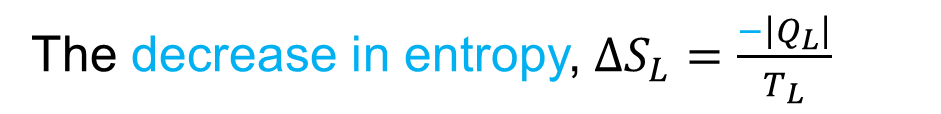 The decrease in entropy, ΔS_L = −|Q_L| / T_L